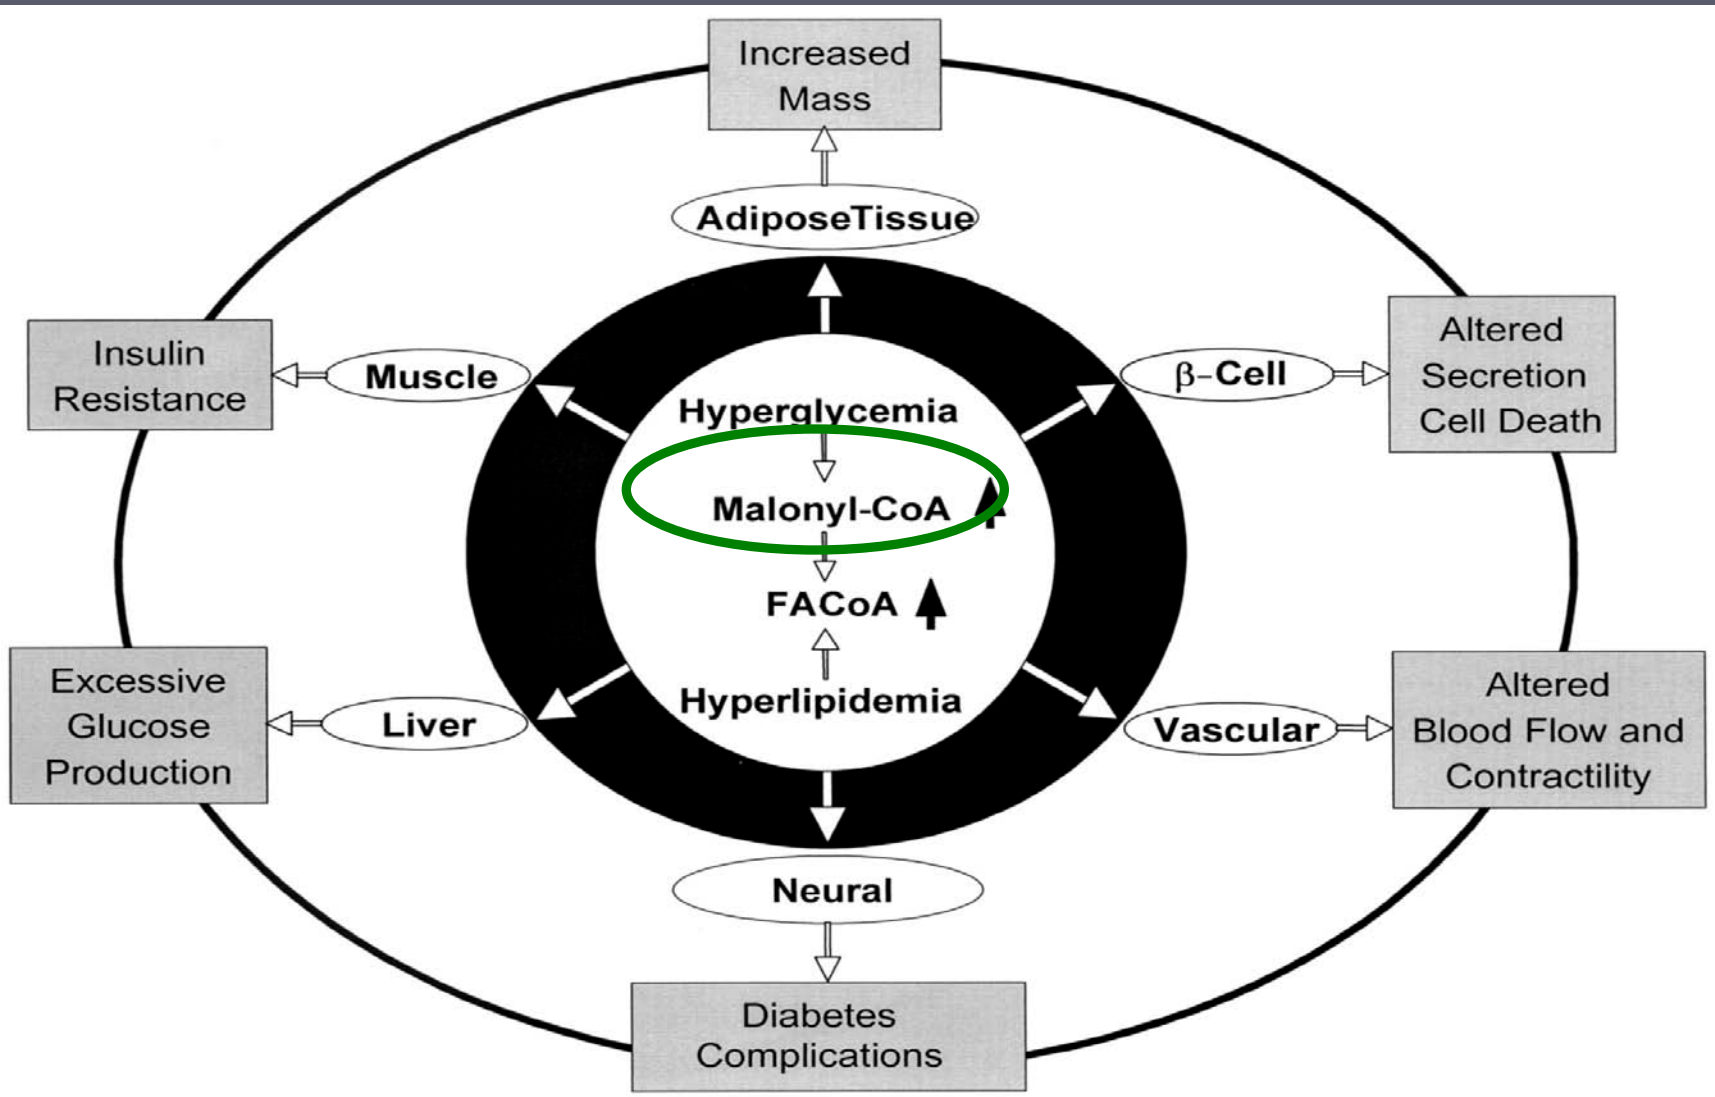 Increased
Mass
AdiposeTissue
Insulin
Resistance
Muscle
β-Cell
Altered
Secretion
Cell Death
Hyperglycemia
Malonyl-CoA
FACoA
Hyperlipidemia
Excessive
Glucose
Production
Liver
Vascular
Altered
Blood Flow and
Contractility
Neural
Diabetes
Complications